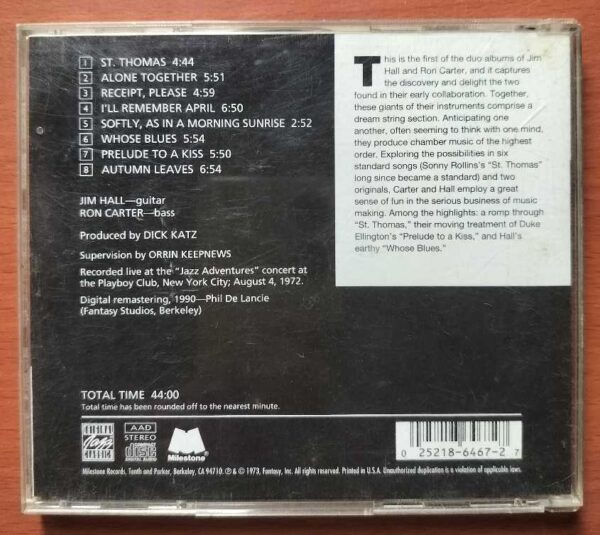 1 ST. THOMAS 4:44
2 ALONE TOGETHER 5:51
3 RECEIPT, PLEASE 4:59
4 I'LL REMEMBER APRIL 6:50
5 SOFTLY, AS IN A MORNING SUNRISE 2:52
6 WHOSE BLUES 5:54
7 PRELUDE TO A KISS 5:50
8 AUTUMN LEAVES 6:54
JIM HALL—guitar
RON CARTER—bass
Produced by DICK KATZ
Supervision by ORRIN KEEPNEWS
Recorded live at the "Jazz Adventures" concert at
the Playboy Club, New York City; August 4, 1972.
Digital remastering, 1990—Phil De Lancie
(Fantasy Studios, Berkeley)
This is the first of the duo albums of Jim
Hall and Ron Carter, and it captures
the discovery and delight the two
found in their early collaboration. Together,
these giants of their instruments comprise a
dream string section. Anticipating one
another, often seeming to think with one mind,
they produce chamber music of the highest
order. Exploring the possibilities in six
standard songs (Sonny Rollins's "St. Thomas"
long since became a standard) and two
originals, Carter and Hall employ a great
sense of fun in the serious business of music
making. Among the highlights: a romp through
"St. Thomas," their moving treatment of Duke
Ellington's "Prelude to a Kiss," and Hall's
earthy "Whose Blues."
TOTAL TIME 44:00
Total time has been rounded off to the nearest minute.
Jazz
AAD
STEREO
COMPACT
disc
DIGITAL AUDIO
Milestone
0 25218-6467-2 7
Milestone Records, Tenth and Parker, Berkeley, CA 94710. ℗ & © 1973, Fantasy, Inc. All rights reserved. Printed in U.S.A. Unauthorized duplication is a violation of applicable laws.